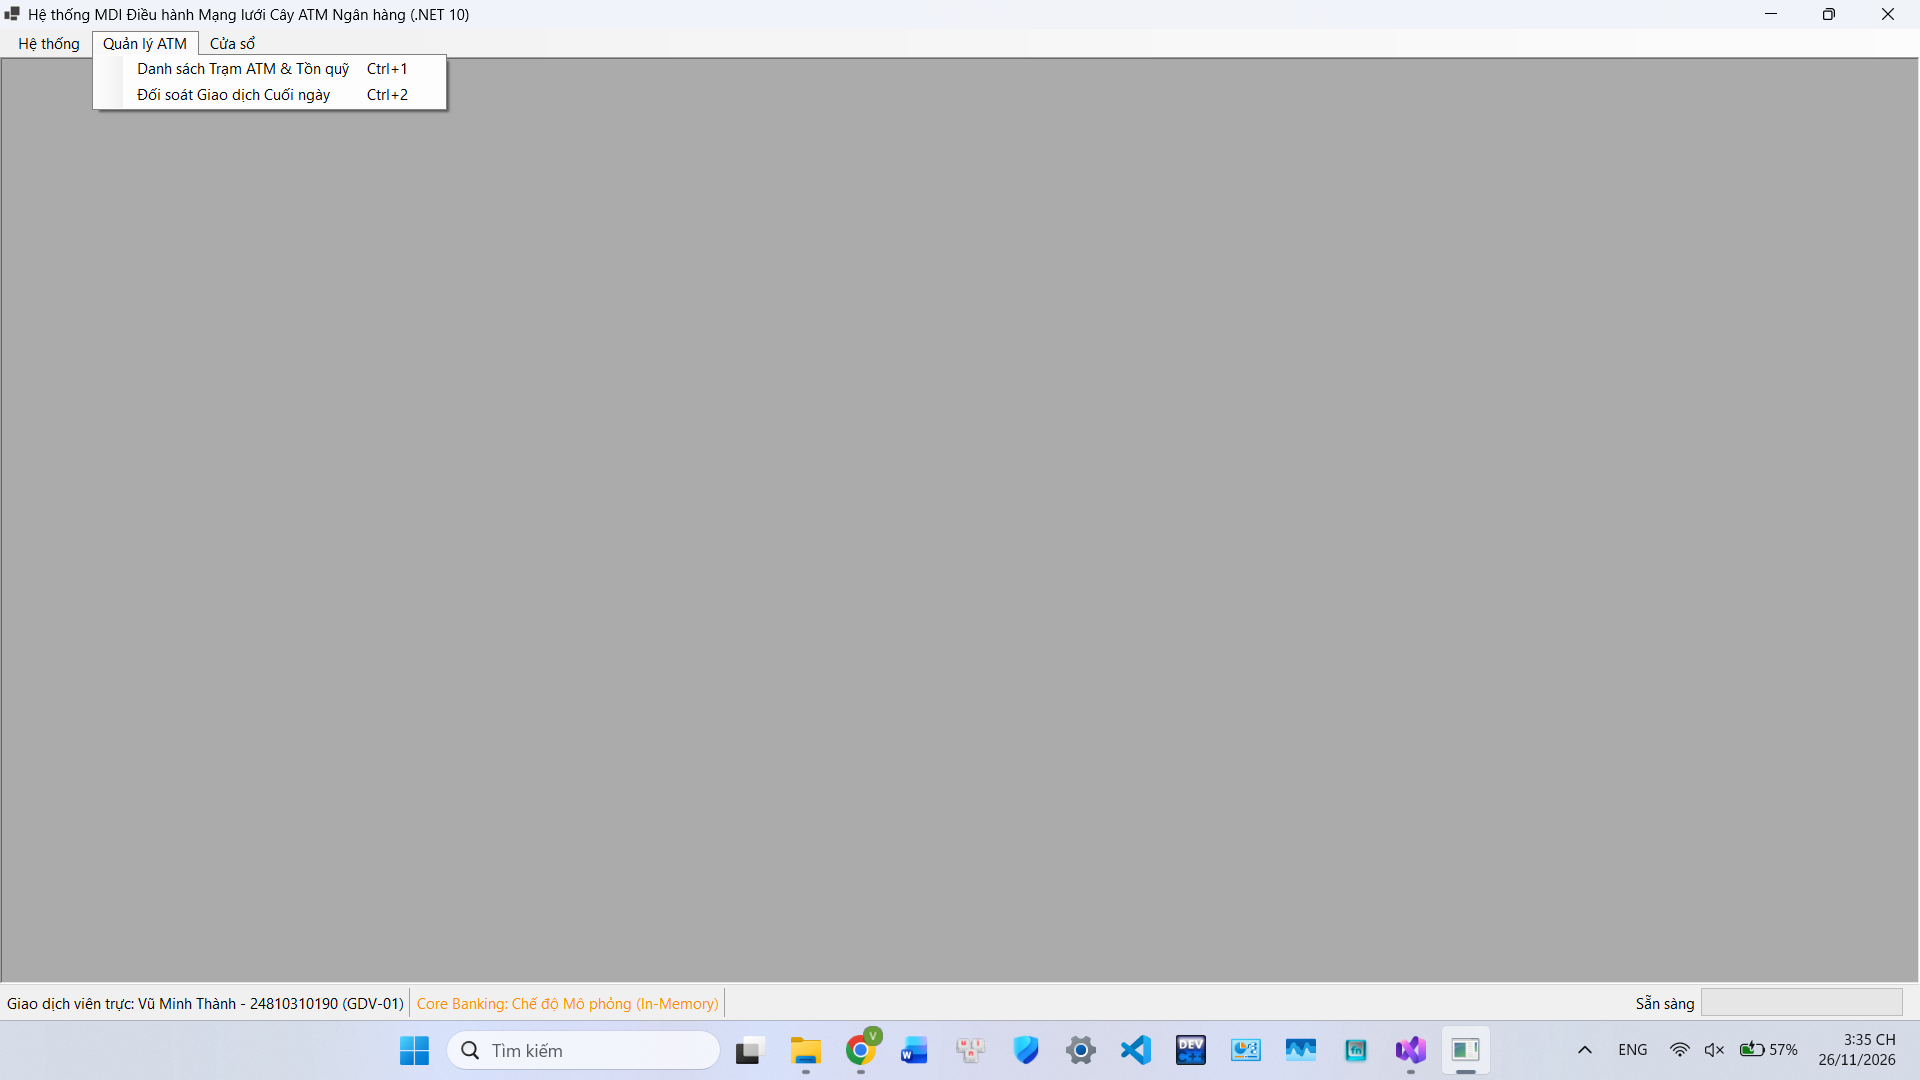 Hệ thống MDI Điều hành Mạng lưới Cây ATM Ngân hàng (.NET 10)
Hệ thống Quản lý ATM Cửa sổ
Danh sách Trạm ATM & Tồn quỹ Ctrl+1
Đối soát Giao dịch Cuối ngày Ctrl+2
Giao dịch viên trực: Vũ Minh Thành - 24810310190 (GDV-01) Core Banking: Chế độ Mô phỏng (In-Memory) Sẵn sàng
Tìm kiếm
V
W
DEV
C++
fn
ENG
57%
3:35 CH
26/11/2026